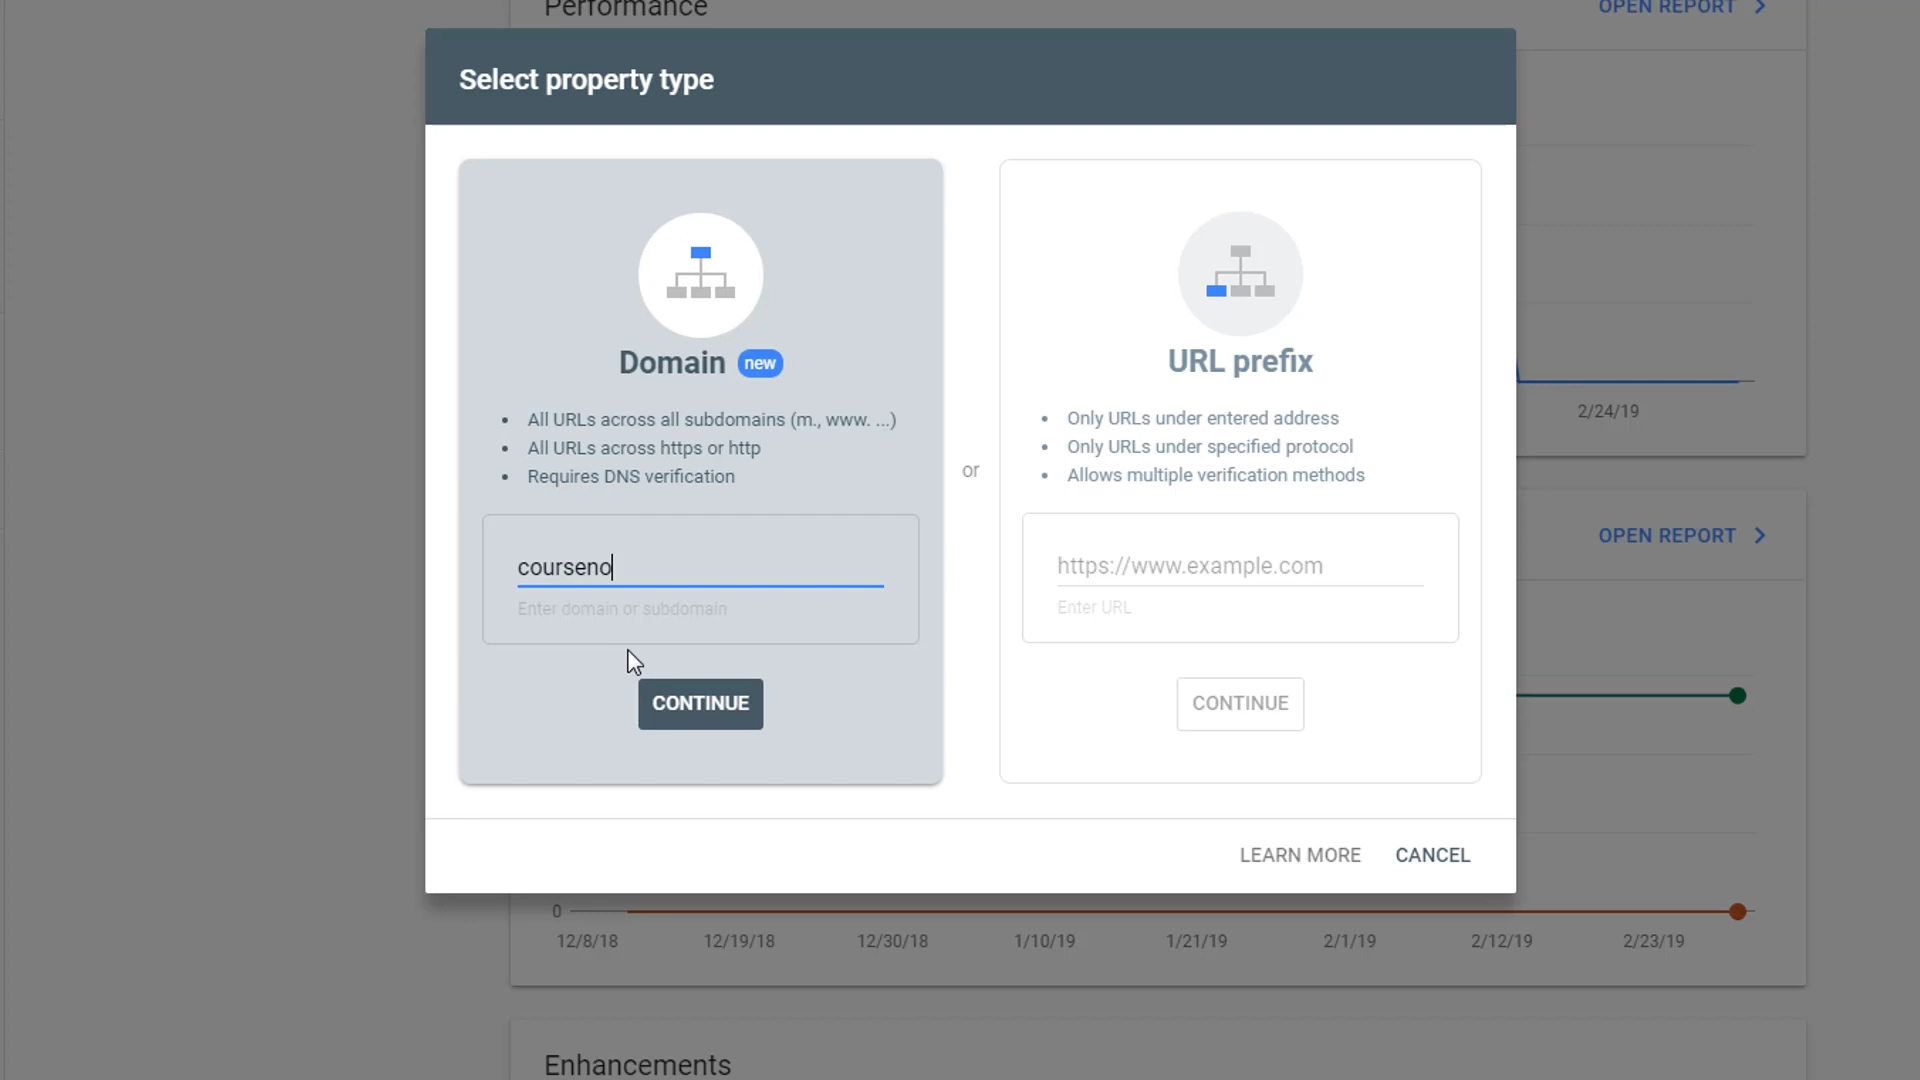 Performance
OPEN REPORT
Select property type
Domain new
All URLs across all subdomains (m., www. ...)
All URLs across https or http
Requires DNS verification
courseno
Enter domain or subdomain
CONTINUE
or
URL prefix
Only URLs under entered address
Only URLs under specified protocol
Allows multiple verification methods
https://www.example.com
Enter URL
CONTINUE
2/24/19
OPEN REPORT
LEARN MORE CANCEL
0
12/8/18 12/19/18 12/30/18 1/10/19 1/21/19 2/1/19 2/12/19 2/23/19
Enhancements